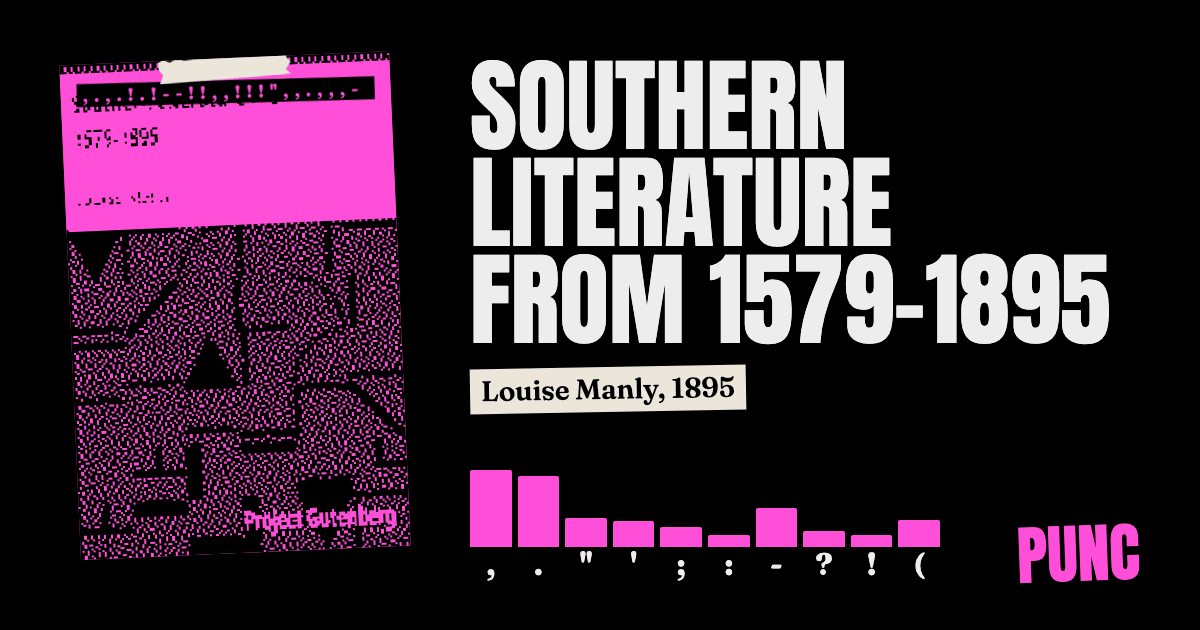 ,.,.!.!--!!,,!!!",,.,,,-
1579-1895
Project Gutenberg
SOUTHERN
LITERATURE
FROM 1579-1895
Louise Manly, 1895
, . " ' ; : - ? ! (
PUNC